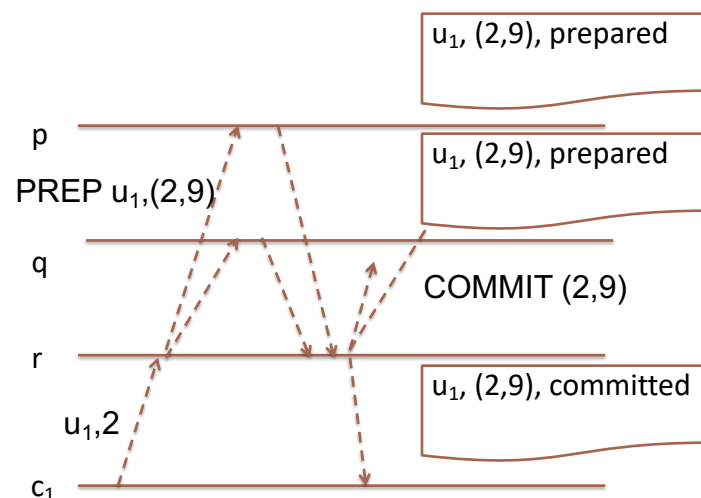 u₁, (2,9), prepared
p
u₁, (2,9), prepared
PREP u₁,(2,9)
q
COMMIT (2,9)
r
u₁, (2,9), committed
u₁,2
c₁